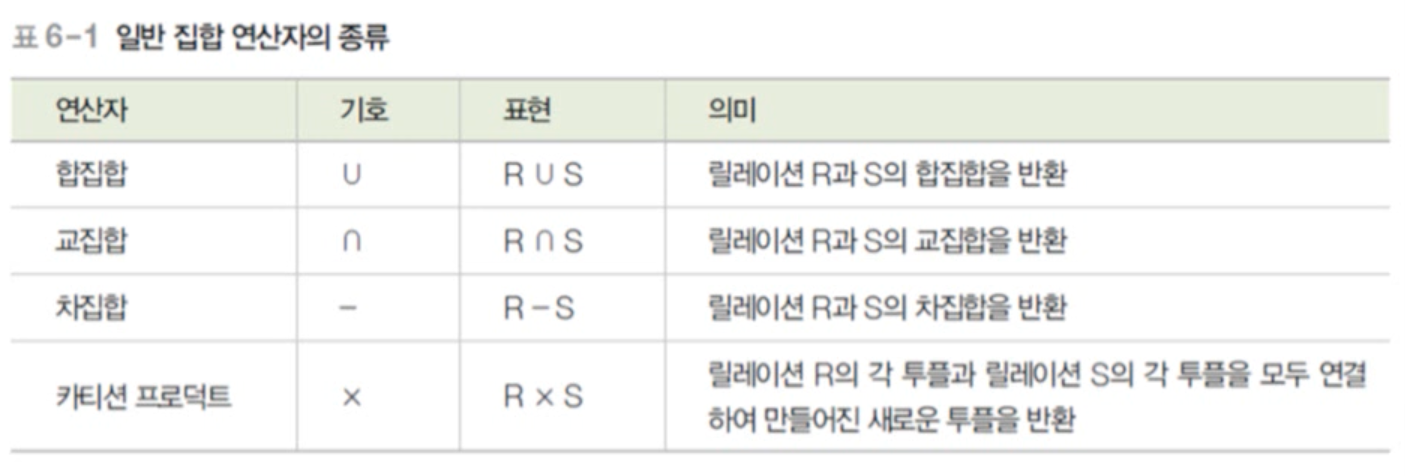 표 6-1 일반 집합 연산자의 종류
연산자 기호 표현 의미
합집합 ∪ R ∪ S 릴레이션 R과 S의 합집합을 반환
교집합 ∩ R ∩ S 릴레이션 R과 S의 교집합을 반환
차집합 - R - S 릴레이션 R과 S의 차집합을 반환
카티션 프로덕트 × R × S 릴레이션 R의 각 투플과 릴레이션 S의 각 투플을 모두 연결
하여 만들어진 새로운 투플을 반환